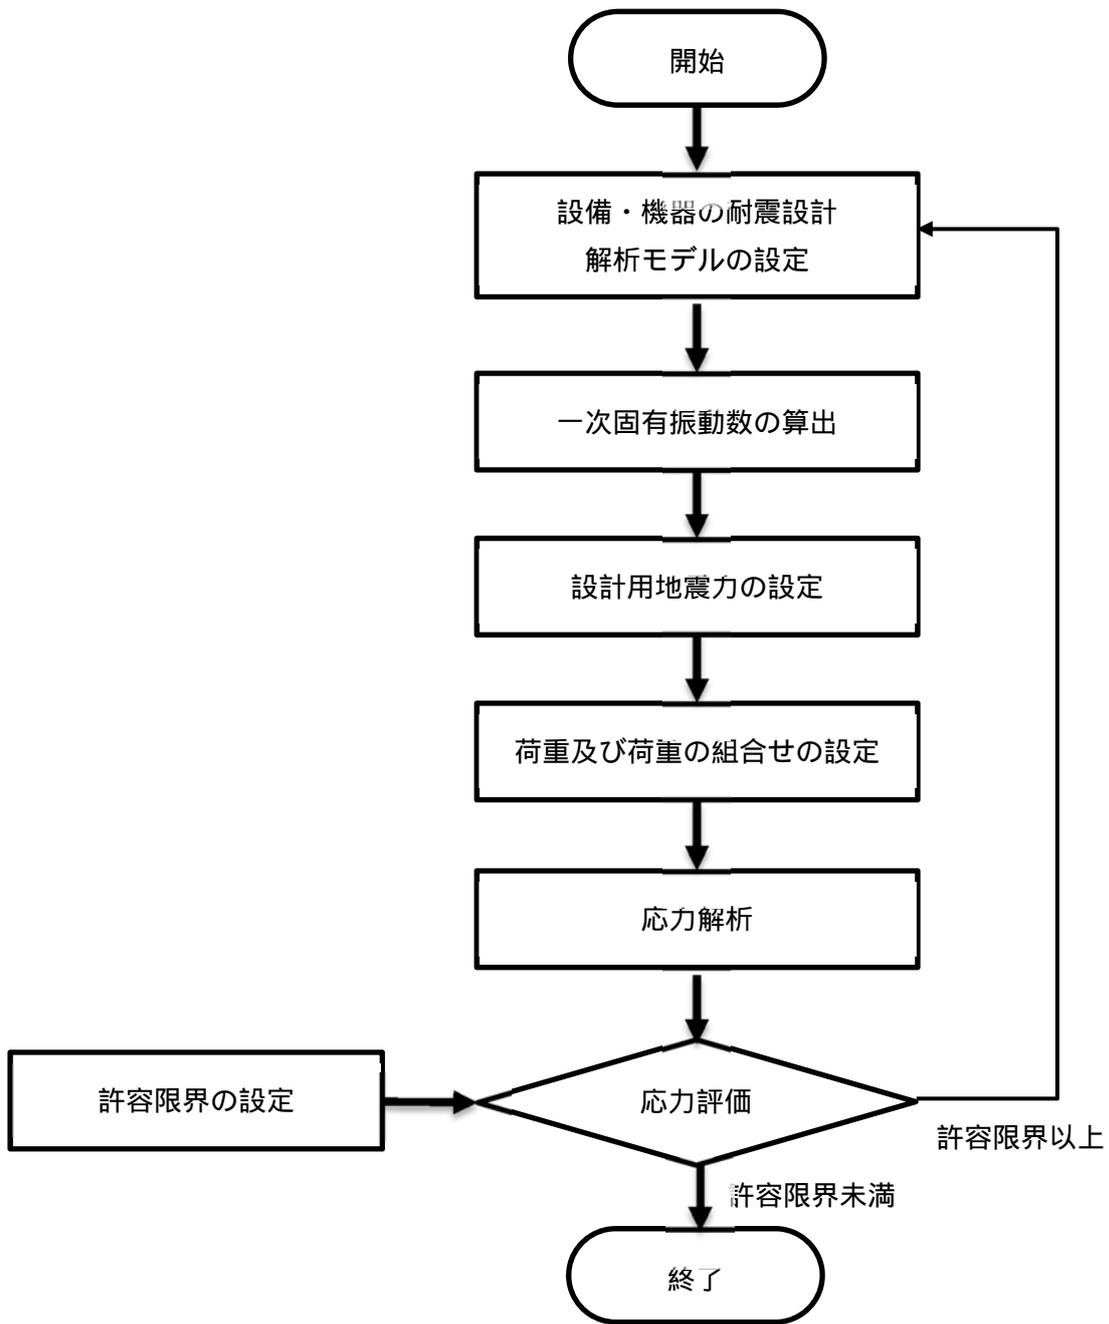 開始
設備・機器の耐震設計
解析モデルの設定
一次固有振動数の算出
設計用地震力の設定
荷重及び荷重の組合せの設定
応力解析
許容限界の設定
応力評価
許容限界以上
許容限界未満
終了